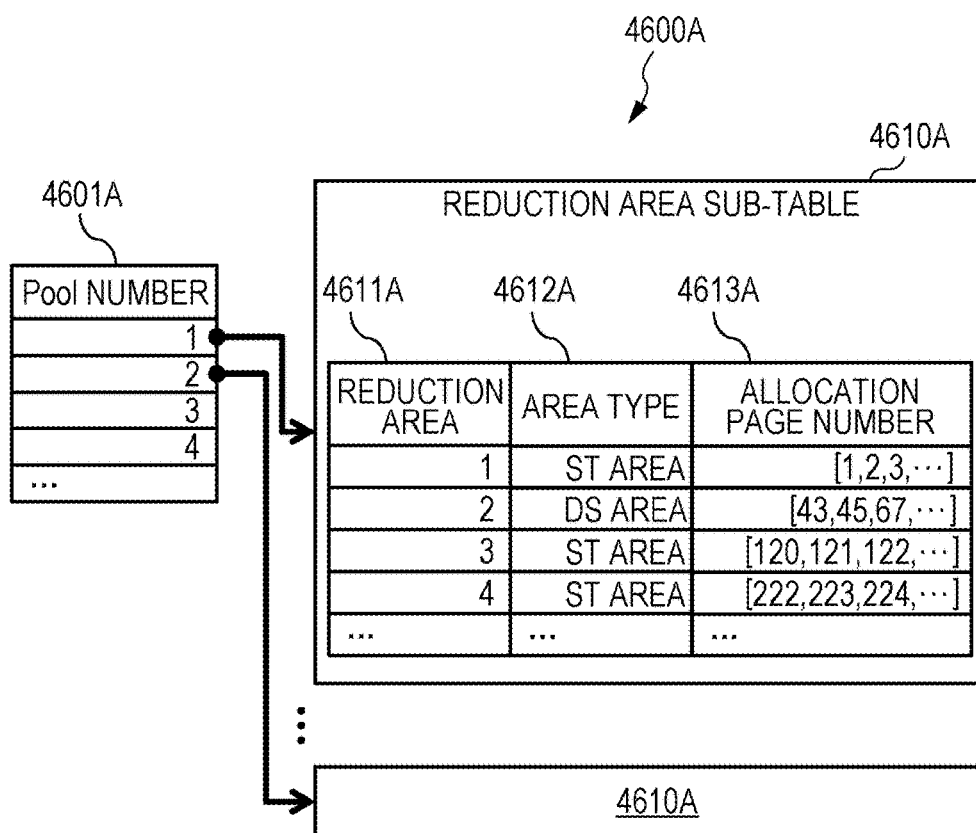 4600A
4610A
4601A
REDUCTION AREA SUB-TABLE
Pool NUMBER
1
2
3
4
...
4611A 4612A 4613A
REDUCTION AREA AREA TYPE ALLOCATION PAGE NUMBER
1 ST AREA [1,2,3,···]
2 DS AREA [43,45,67,···]
3 ST AREA [120,121,122,···]
4 ST AREA [222,223,224,···]
... ... ...
4610A